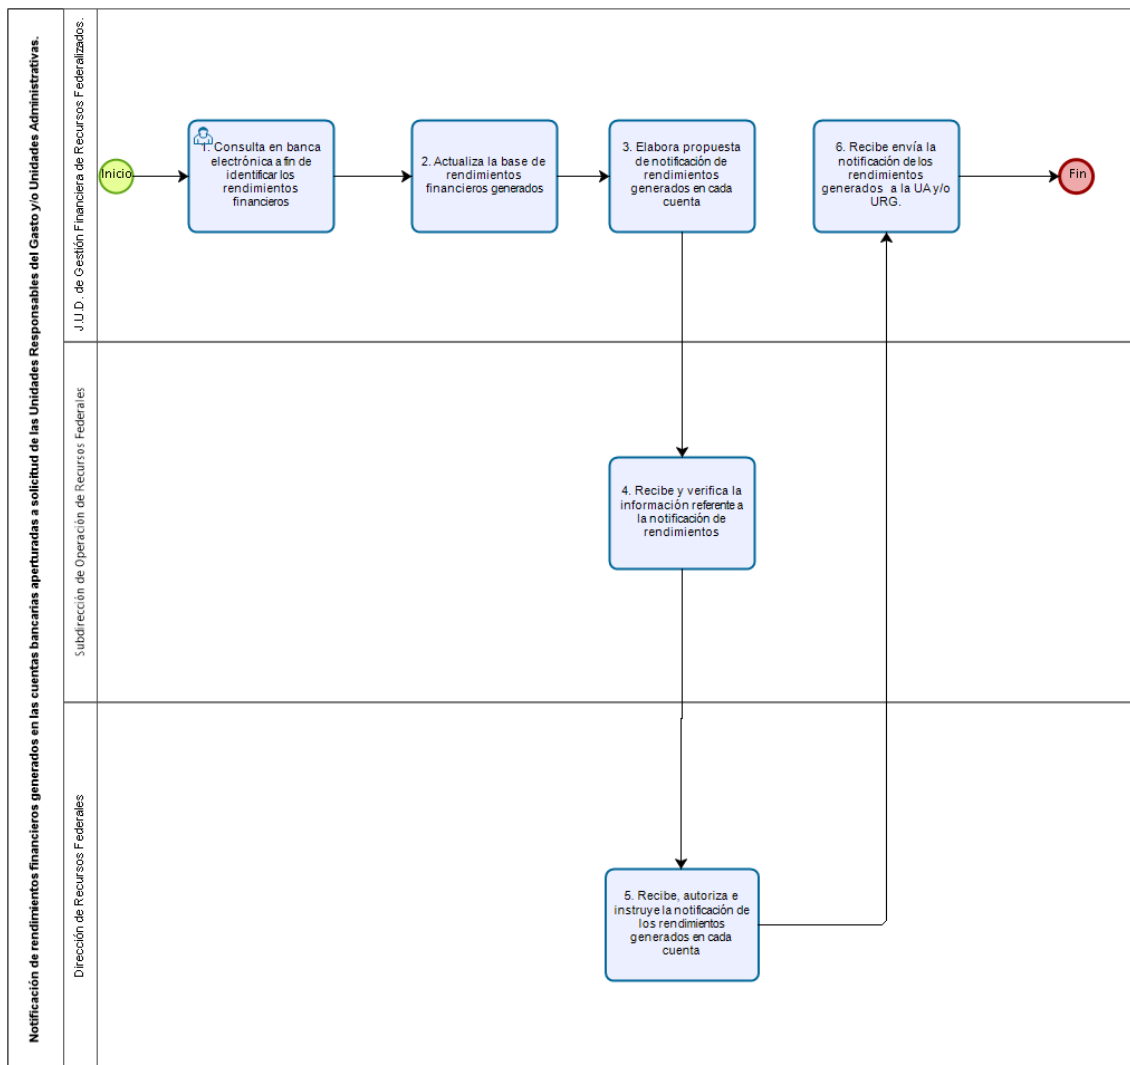 Notificación de rendimientos financieros generados en las cuentas bancarias aperturadas a solicitud de las Unidades Responsables del Gasto y/o Unidades Administrativas.
J.U.D. de Gestión Financiera de Recursos Federalizados.
Inicio
1. Consulta en banca
electrónica a fin de
identificar los
rendimientos
financieros
2. Actualiza la base de
rendimientos
financieros generados
3. Elabora propuesta
de notificación de
rendimientos
generados en cada
cuenta
6. Recibe envía la
notificación de los
rendimientos
generados a la UA y/o
URG.
Fin
Subdirección de Operación de Recursos Federales
4. Recibe y verifica la
información referente a
la notificación de
rendimientos
Dirección de Recursos Federales
5. Recibe, autoriza e
instruye la notificación de
los rendimientos
generados en cada
cuenta